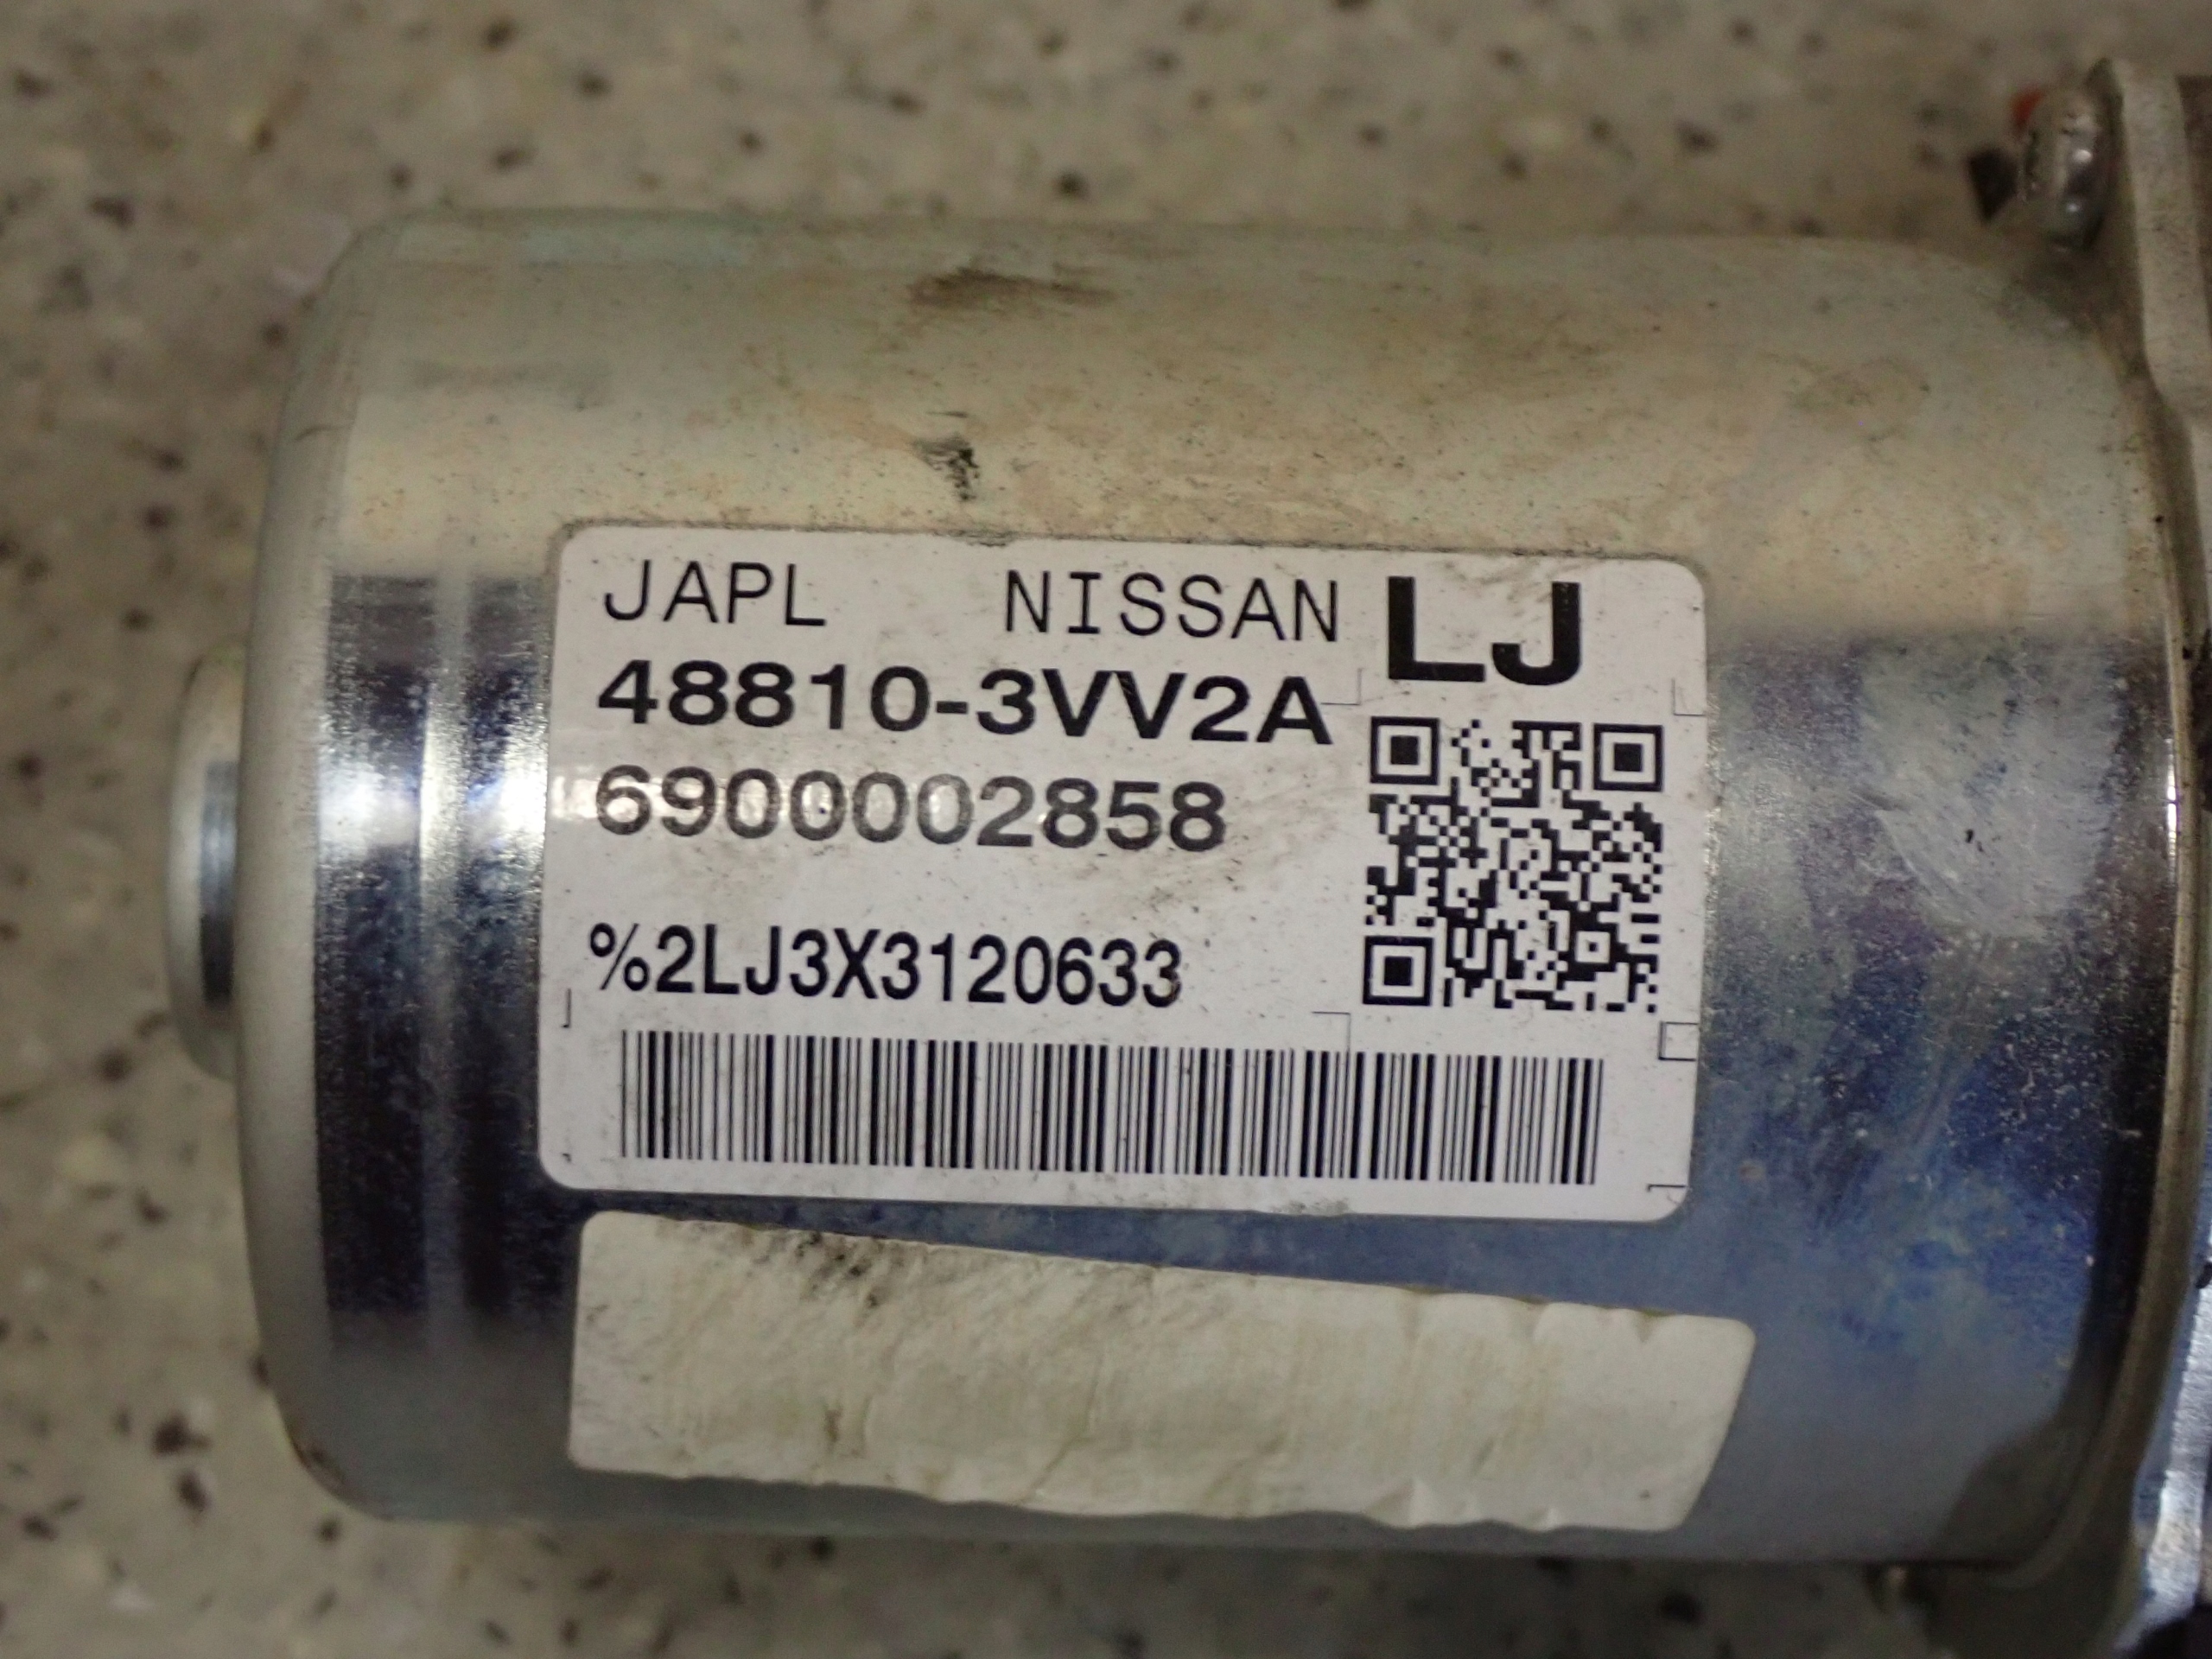 JAPL NISSAN LJ
48810-3VV2A
6900002858
%2LJ3X3120633